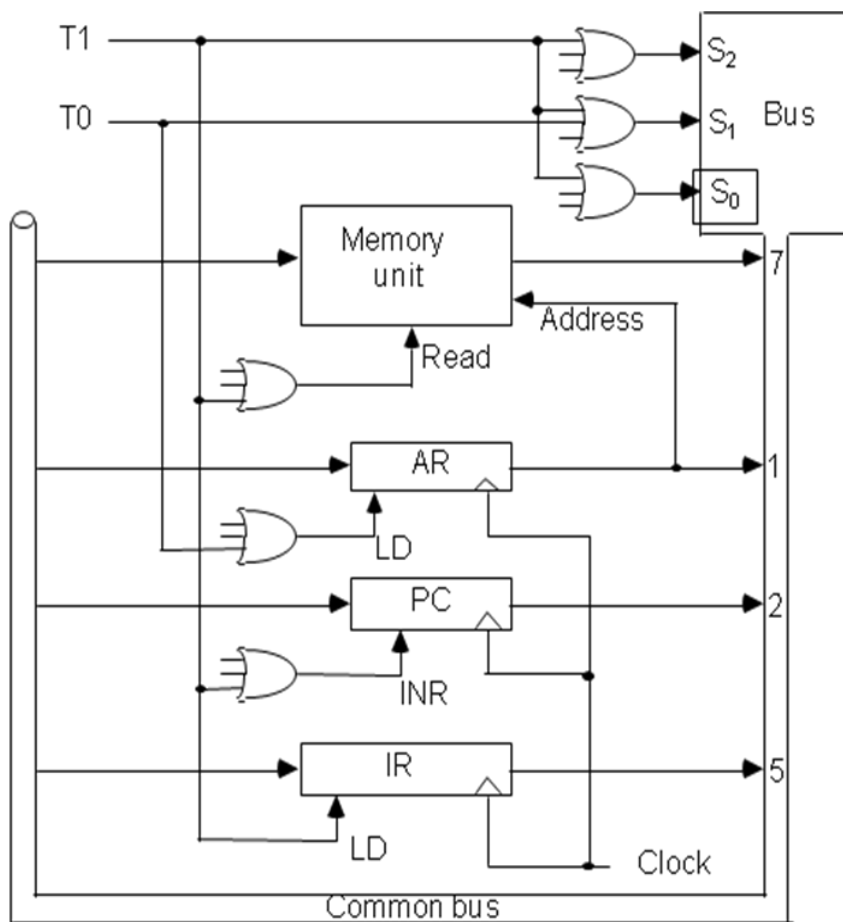 T1
S₂
T0
S₁
Bus
S₀
Memory
unit
7
Address
Read
AR
1
LD
PC
2
INR
IR
5
LD
Clock
Common bus